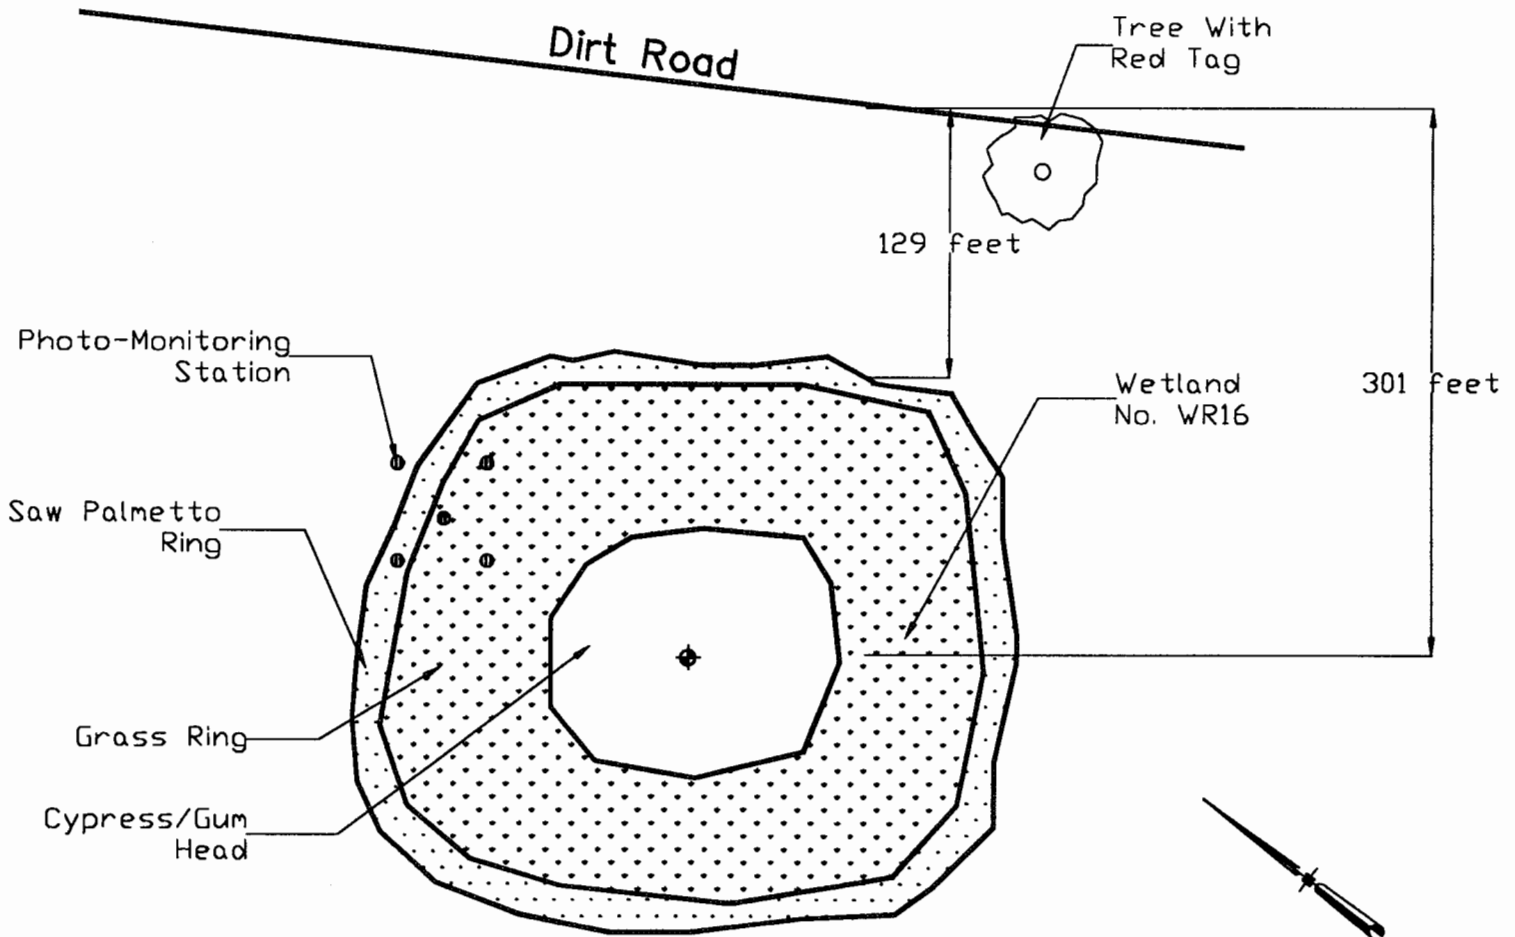 Dirt Road
Tree With
Red Tag
129 feet
Photo-Monitoring
Station
Wetland
No. WR16
301 feet
Saw Palmetto
Ring
Grass Ring
Cypress/Gum
Head